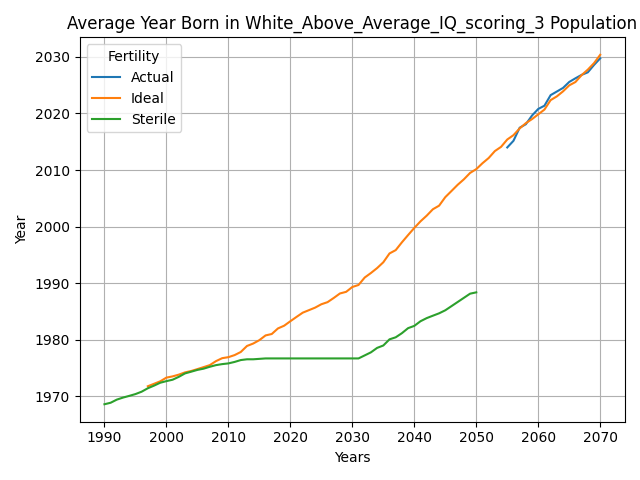 Average Year Born in White_Above_Average_IQ_scoring_3 Population
Fertility
Actual
Ideal
Sterile
2030
2020
2010
2000
1990
1980
1970
Year
1990 2000 2010 2020 2030 2040 2050 2060 2070
Years